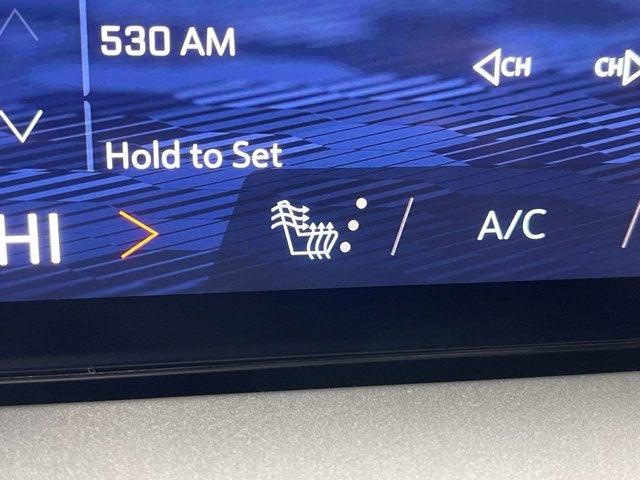 530 AM
CH
CH
Hold to Set
HI
A/C